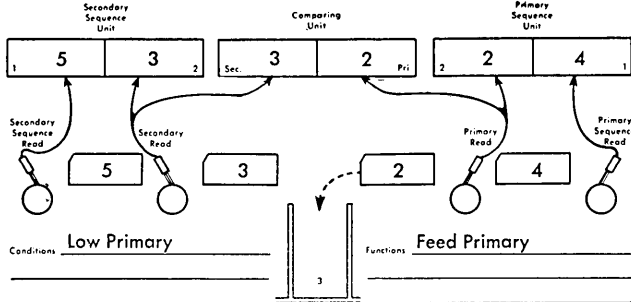 Secondary
Sequence
Unit
Comparing
Unit
Primary
Sequence
Unit
1 5 3 2
Sec. 3 2 Pri
2 2 4 1
Secondary
Sequence
Read
Secondary
Read
Primary
Read
Primary
Sequence
Read
5 3 2 4
Conditions Low Primary
Functions Feed Primary
3